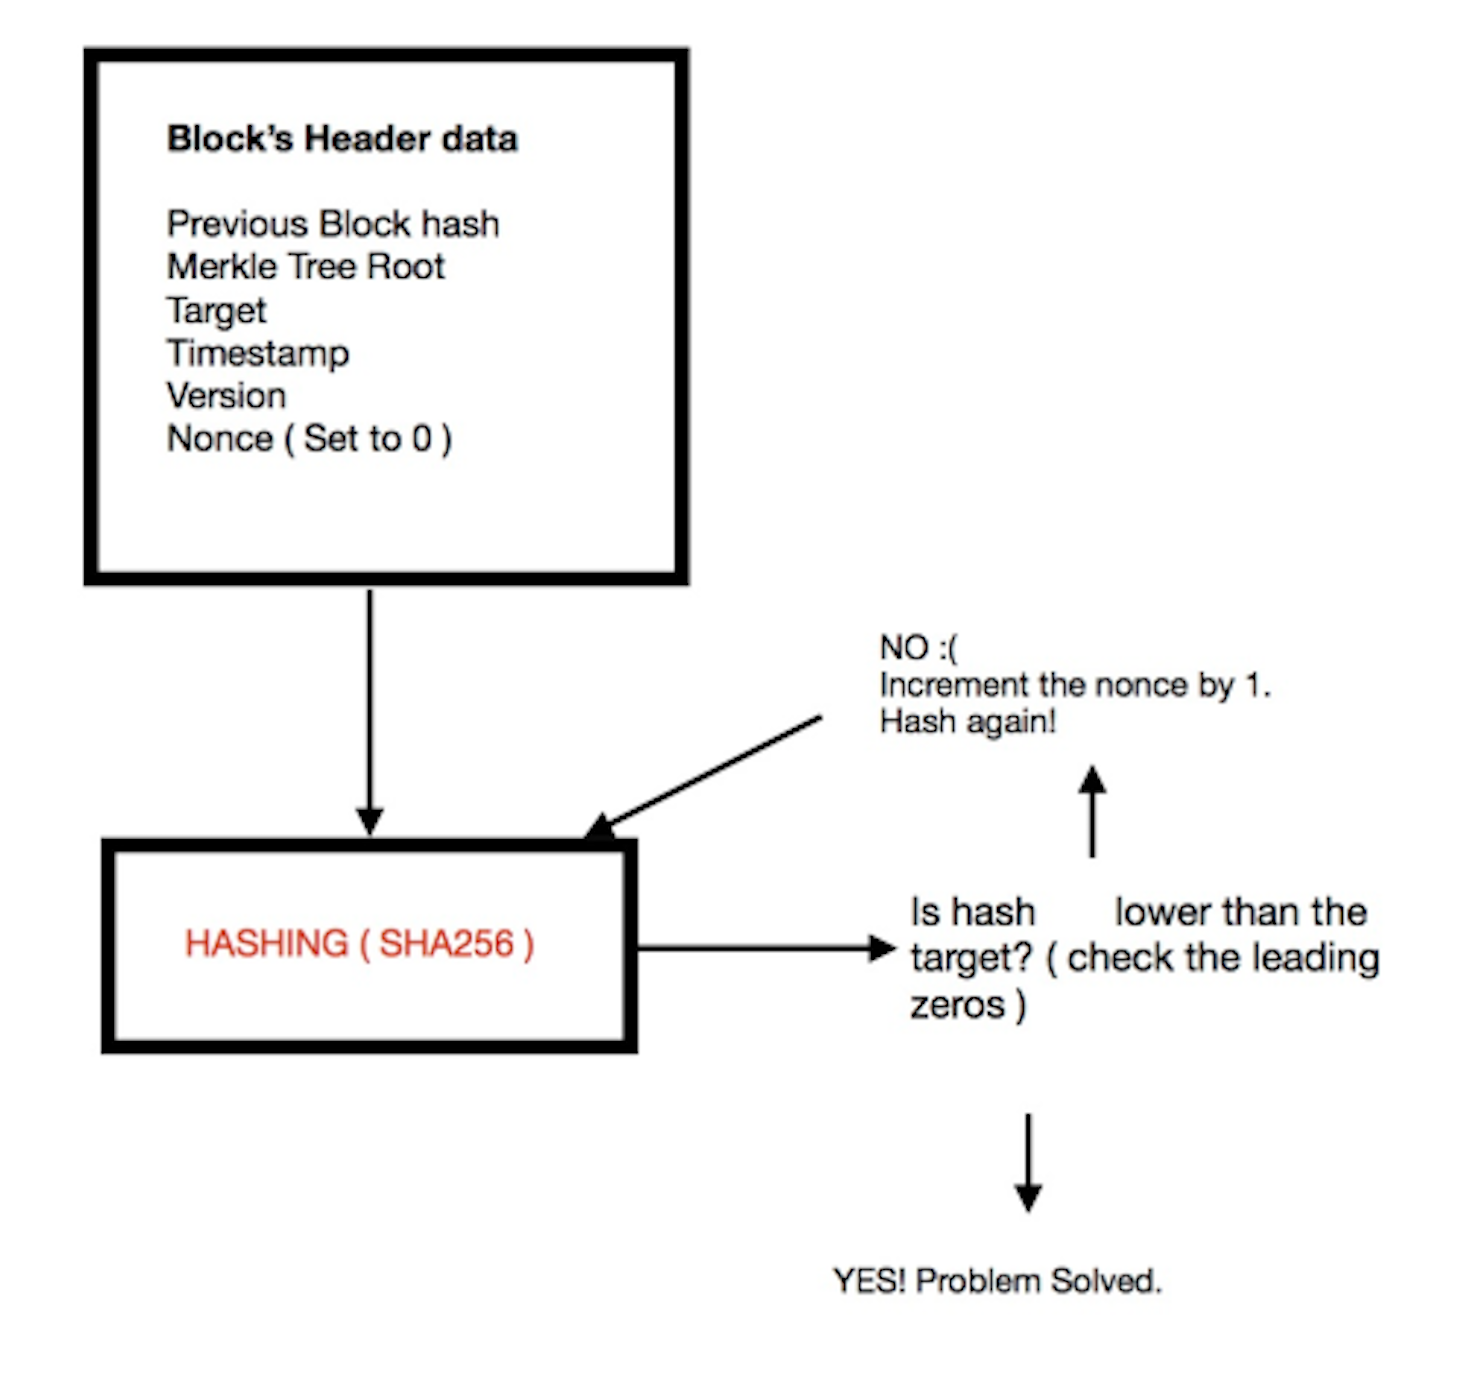 Block’s Header data
Previous Block hash
Merkle Tree Root
Target
Timestamp
Version
Nonce ( Set to 0 )
NO :(
Increment the nonce by 1.
Hash again!
HASHING ( SHA256 )
Is hash lower than the
target? ( check the leading
zeros )
YES! Problem Solved.